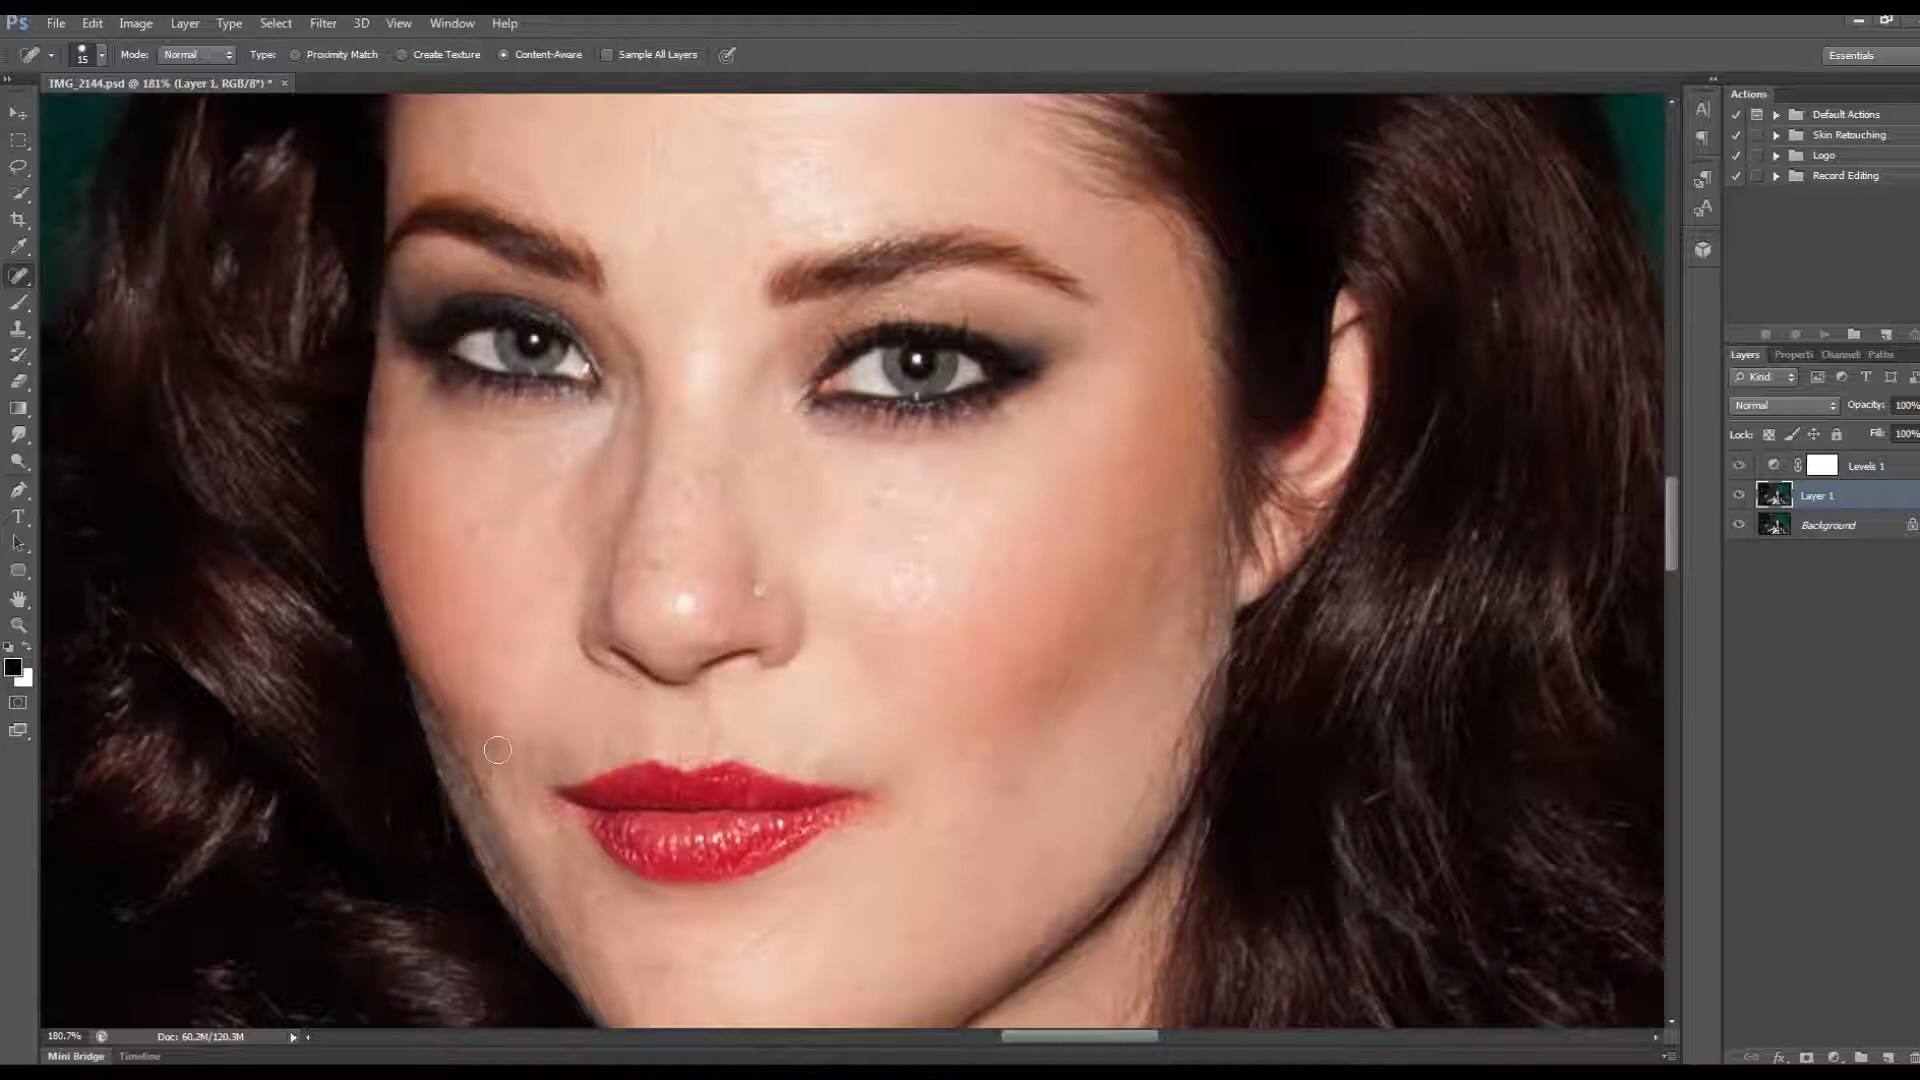 Ps File Edit Image Layer Type Select Filter 3D View Window Help
15 Mode: Normal Type: Proximity Match Create Texture Content-Aware Sample All Layers Essentials
IMG_2144.psd @ 181% (Layer 1, RGB/8*) * ×
Actions
Default Actions
Skin Retouching
Logo
Record Editing
Layers Properti Channel: Paths
Kind
Normal Opacity: 100%
Lock: Fill: 100%
Levels 1
Layer 1
Background
180.7% Doc: 60.2M/120.3M
Mini Bridge Timeline